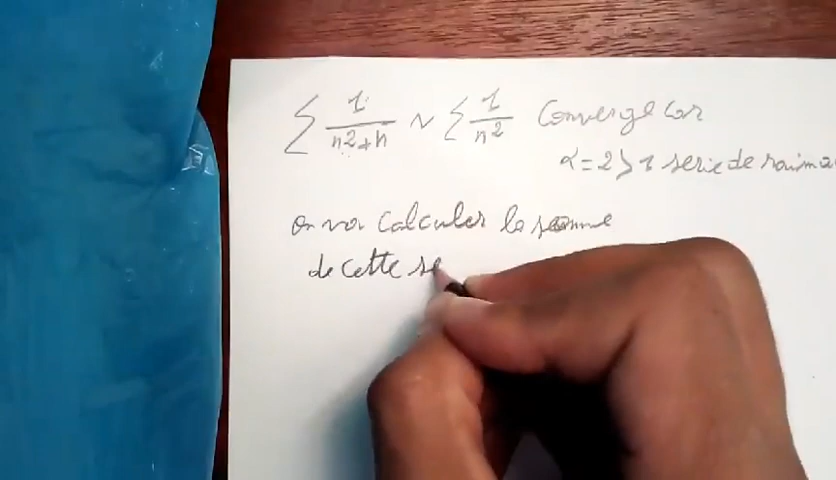 ∑ 1/(n²+n) ~ ∑ 1/n² Converge car
α = 2 > 1 serie de
on va calculer la somme
de cette se